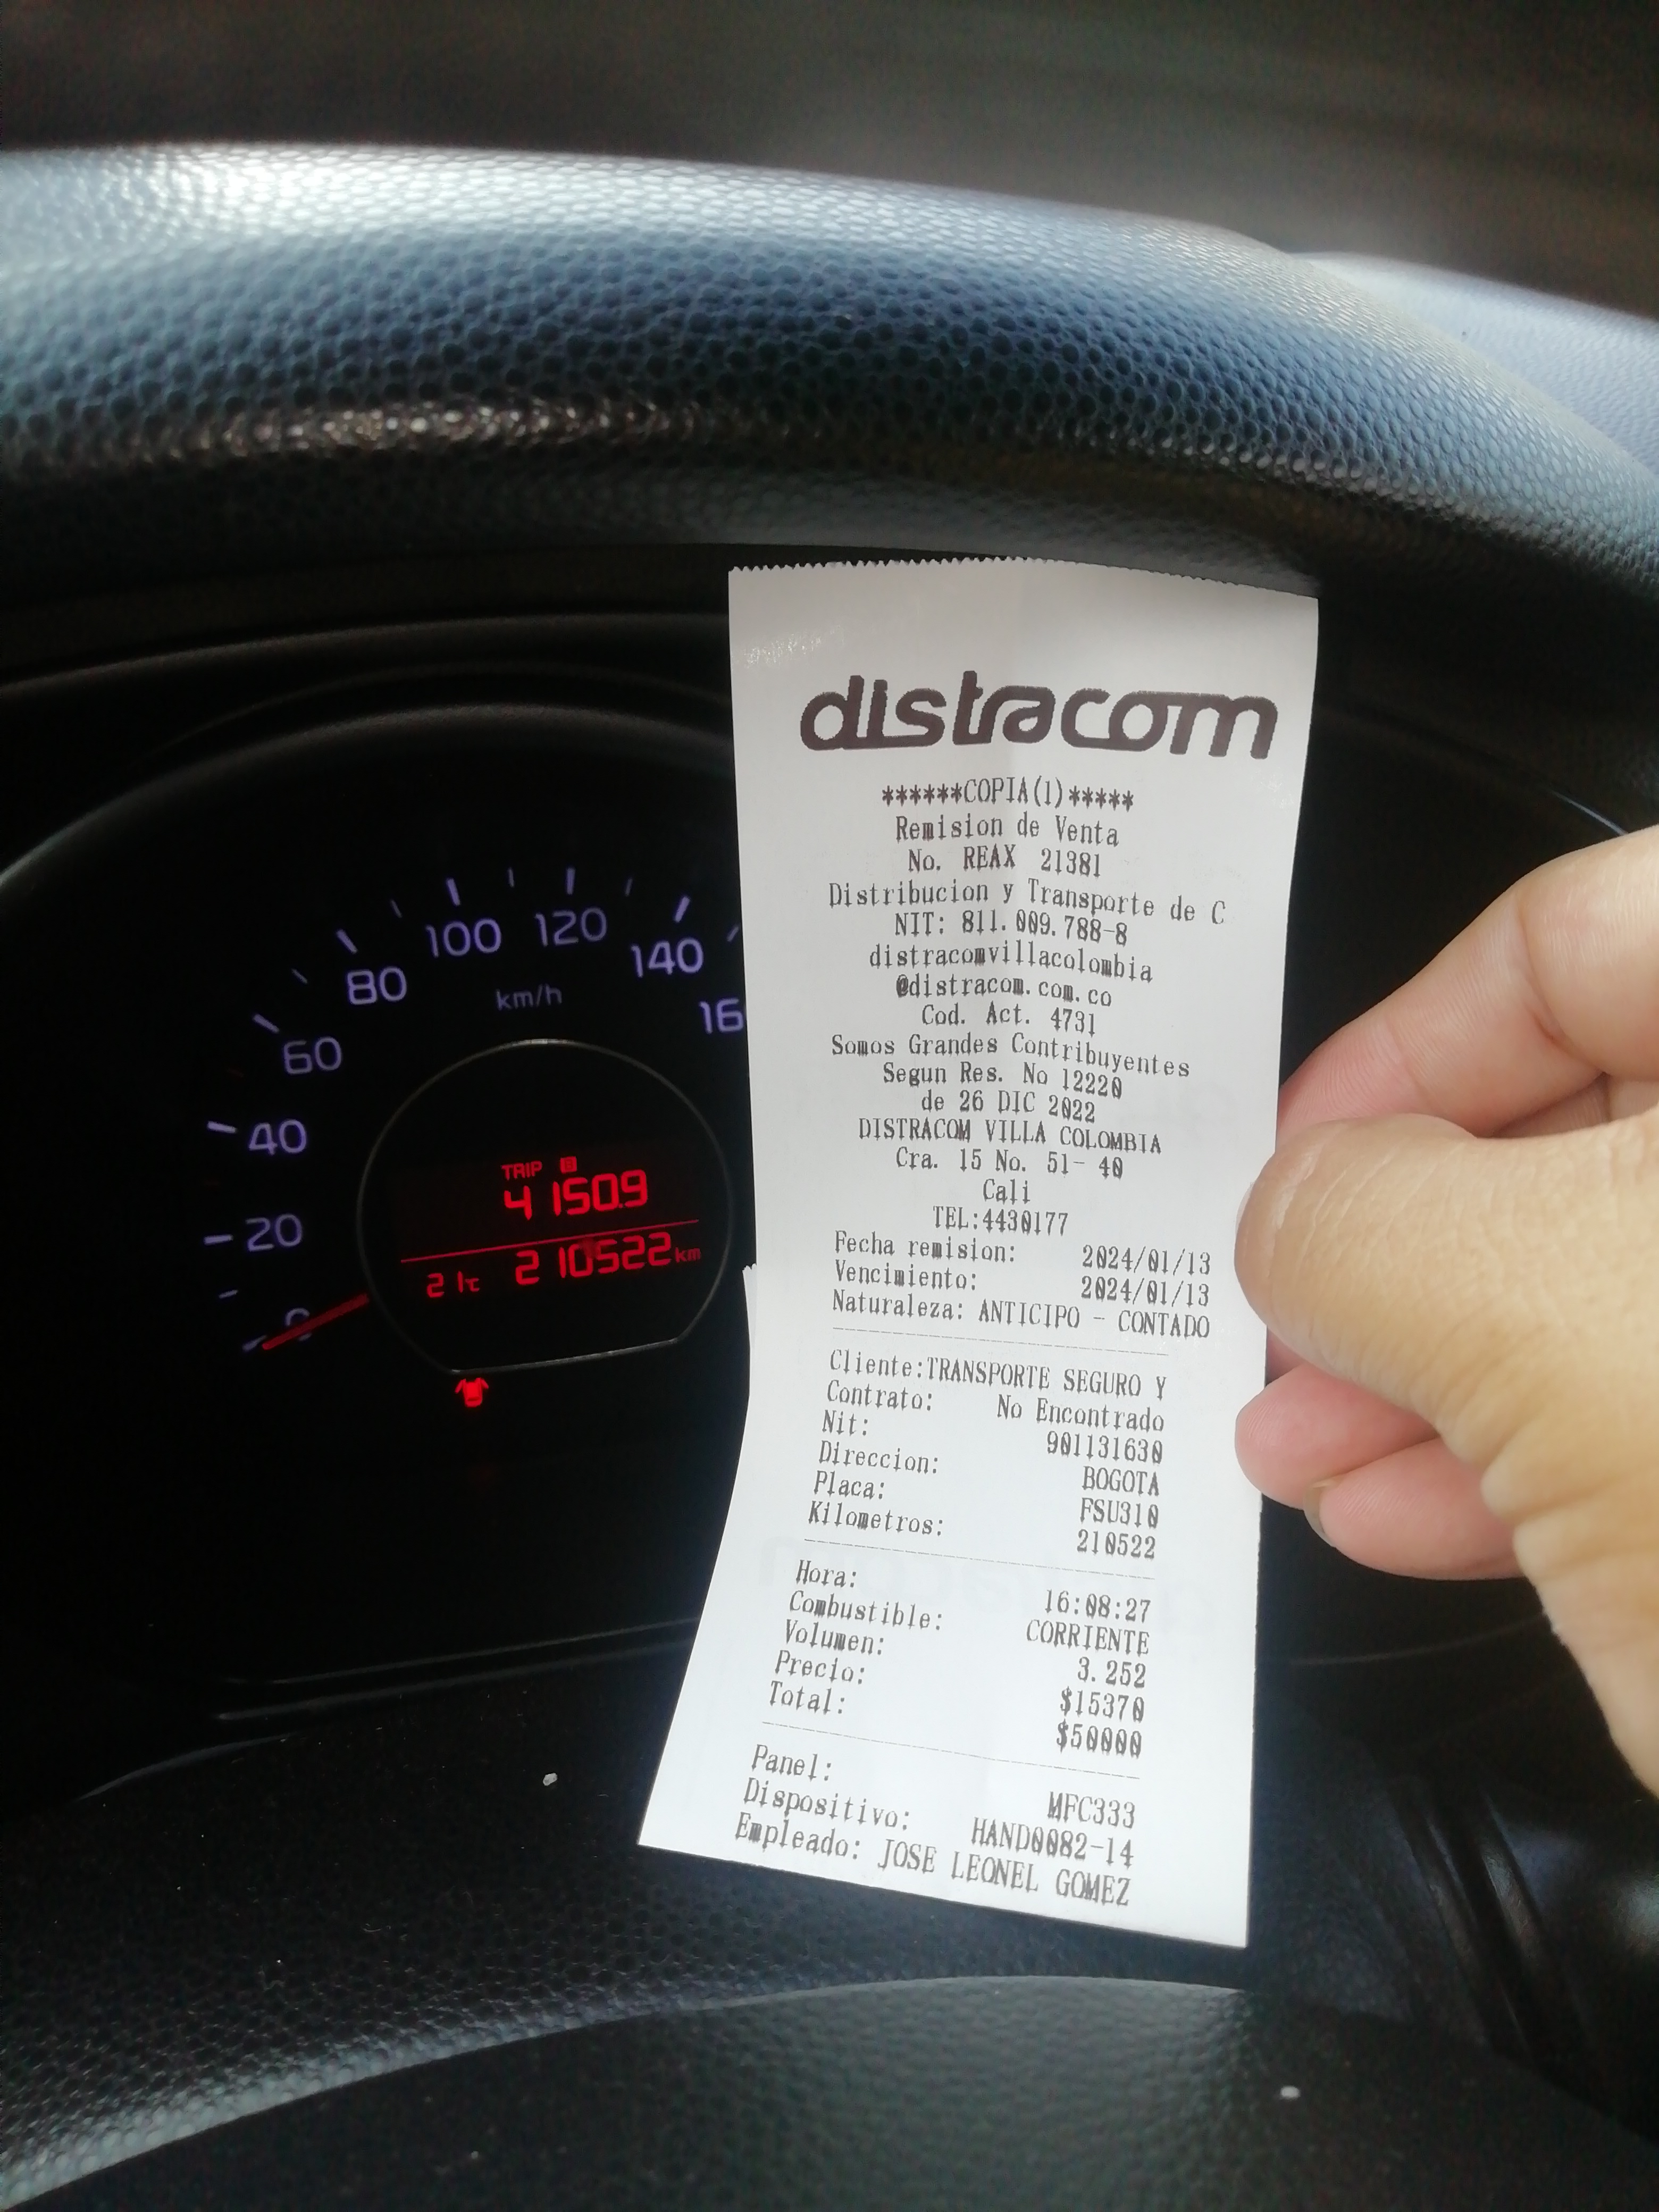 100
120
80
140
km/h
16
60
40
TRIP B
4150.9
20
21℃ 210522 km
0
distracom
******COPIA(1)*****
Remision de Venta
No. REAX 21381
Distribucion y Transporte de C
NIT: 811.009.788-8
distracomvillacolombia
@distracom.com.co
Cod. Act. 4731
Somos Grandes Contribuyentes
Segun Res. No 12220
de 26 DIC 2022
DISTRACOM VILLA COLOMBIA
Cra. 15 No. 51- 40
Cali
TEL:4430177
Fecha remision: 2024/01/13
Vencimiento: 2024/01/13
Naturaleza: ANTICIPO - CONTADO
Cliente:TRANSPORTE SEGURO Y
Contrato: No Encontrado
Nit: 901131630
Direccion: BOGOTA
Placa: FSU310
Kilometros: 210522
Hora: 16:08:27
Combustible: CORRIENTE
Volumen: 3.252
Precio: $15370
Total: $50000
Panel: MFC333
Dispositivo: HAND0082-14
Empleado: JOSE LEONEL GOMEZ